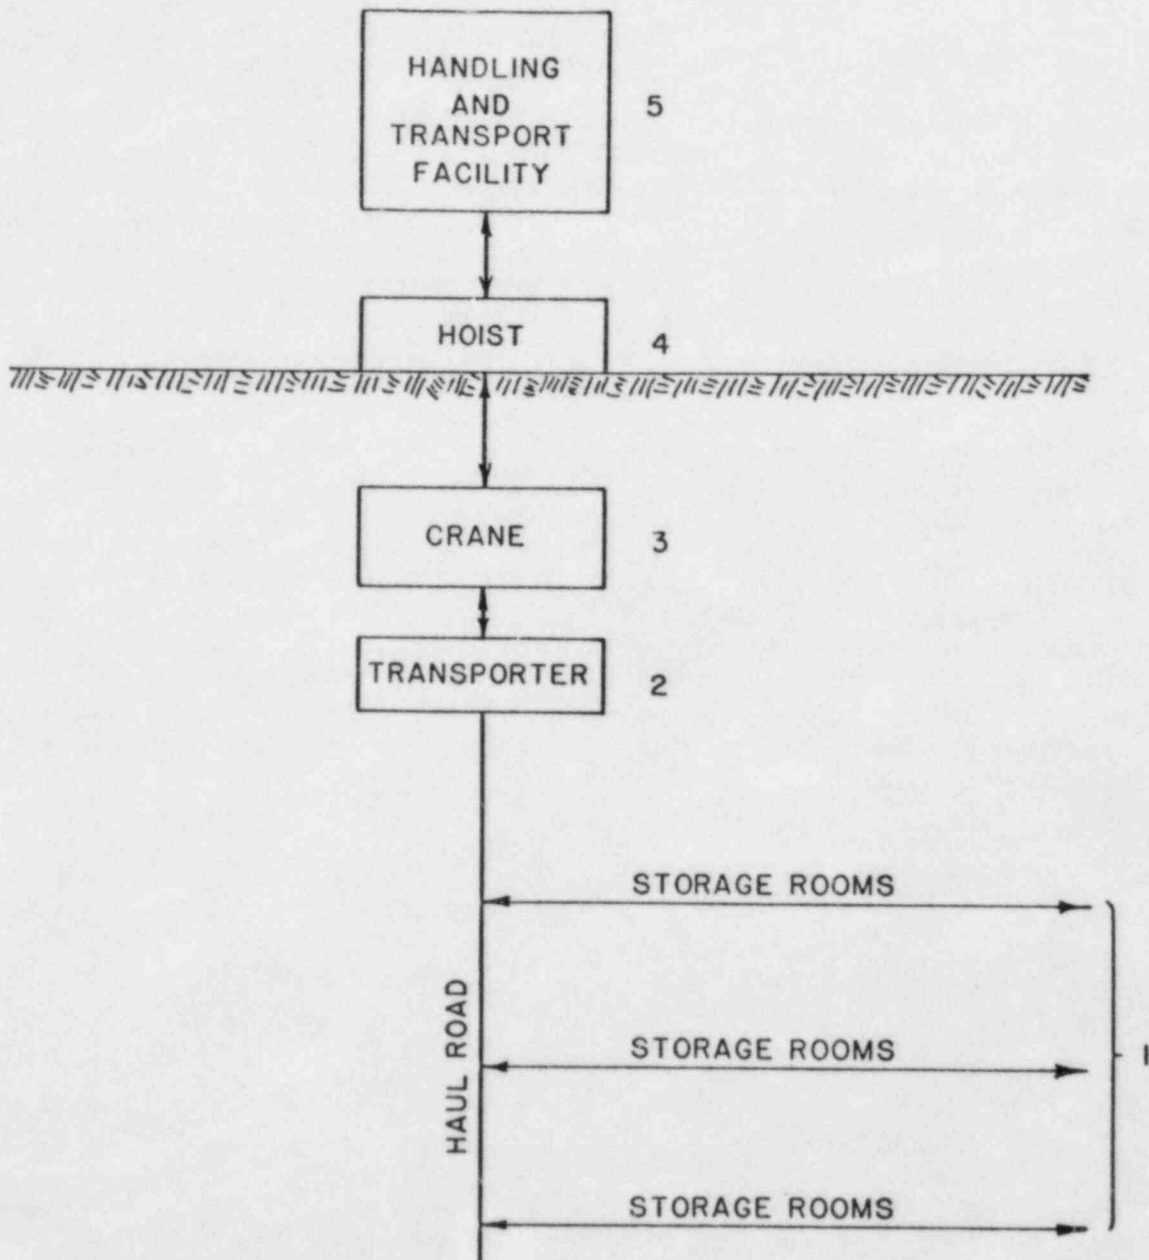 HANDLING
AND
TRANSPORT
FACILITY
5
HOIST
4
CRANE
3
TRANSPORTER
2
STORAGE ROOMS
HAUL ROAD
STORAGE ROOMS
1
STORAGE ROOMS